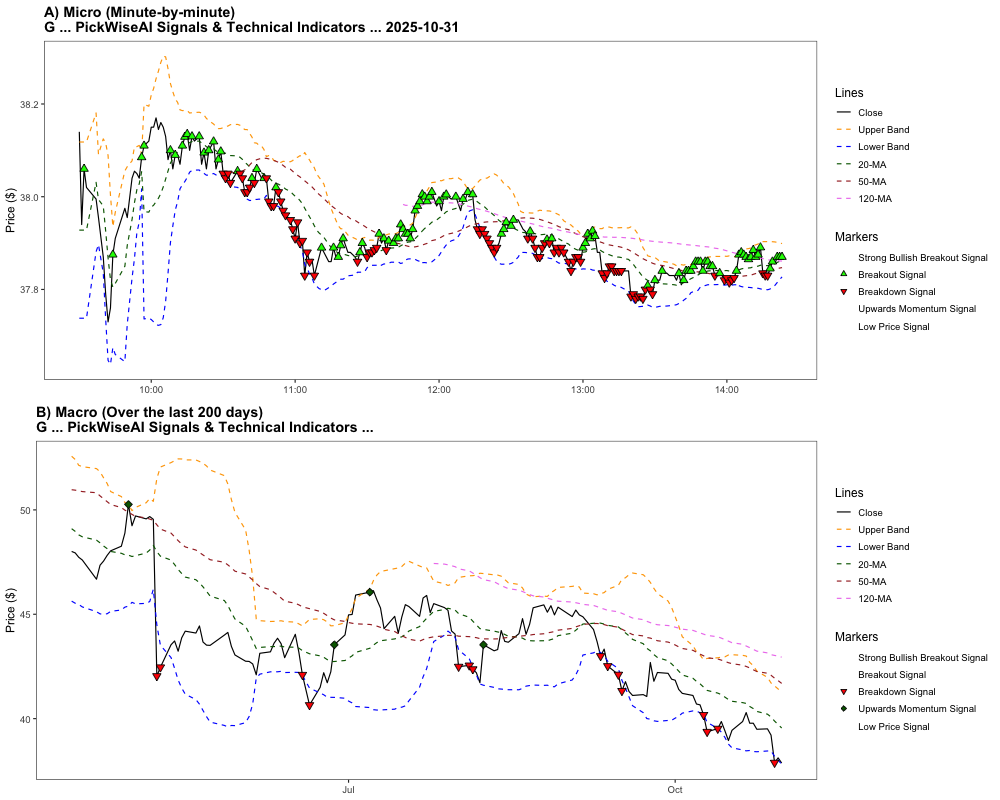 A) Micro (Minute-by-minute)
G ... PickWiseAI Signals & Technical Indicators ... 2025-10-31
Price ($)
38.2
38.0
37.8
10:00
11:00
12:00
13:00
14:00
Lines
Close
Upper Band
Lower Band
20-MA
50-MA
120-MA
Markers
Strong Bullish Breakout Signal
Breakout Signal
Breakdown Signal
Upwards Momentum Signal
Low Price Signal
B) Macro (Over the last 200 days)
G ... PickWiseAI Signals & Technical Indicators ...
Price ($)
50
45
40
Jul
Oct
Lines
Close
Upper Band
Lower Band
20-MA
50-MA
120-MA
Markers
Strong Bullish Breakout Signal
Breakout Signal
Breakdown Signal
Upwards Momentum Signal
Low Price Signal